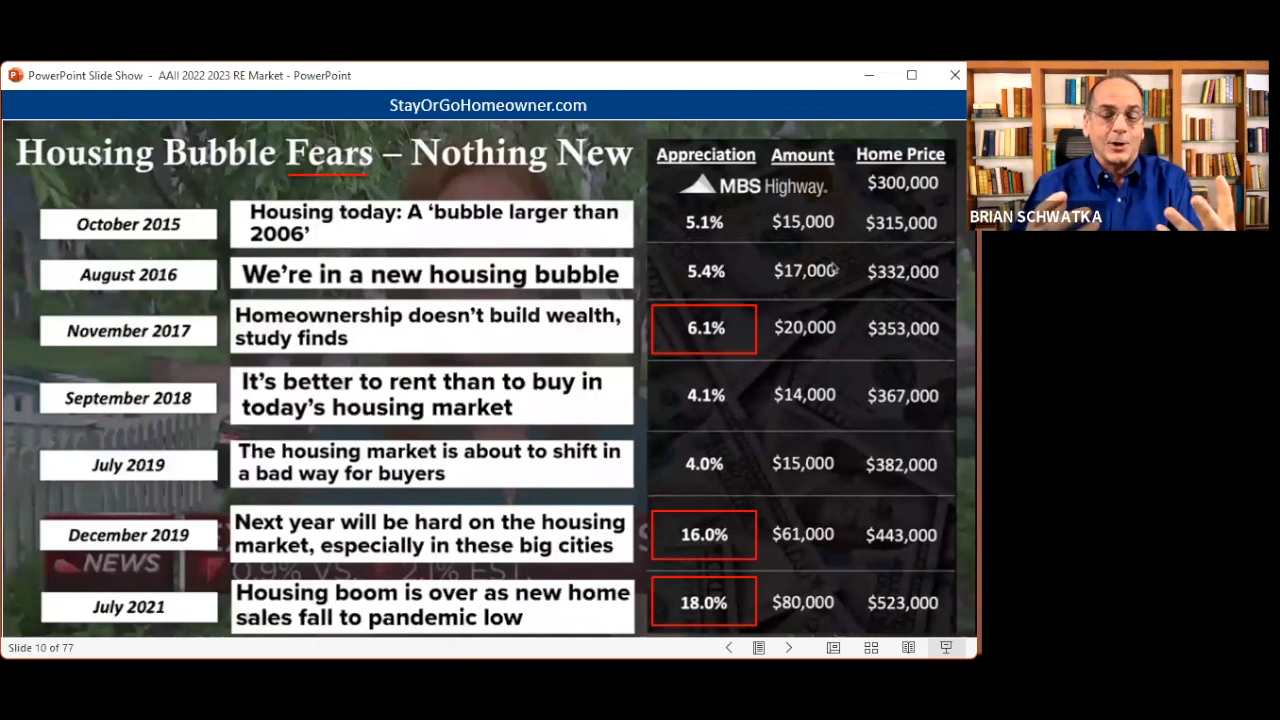 PowerPoint Slide Show - AAII 2022 2023 RE Market - PowerPoint
StayOrGoHomeowner.com
Housing Bubble Fears – Nothing New
Appreciation Amount Home Price
MBS Highway. $300,000
October 2015
Housing today: A ‘bubble larger than
2006’
5.1% $15,000 $315,000
August 2016
We’re in a new housing bubble
5.4% $17,000 $332,000
November 2017
Homeownership doesn’t build wealth,
study finds
6.1% $20,000 $353,000
September 2018
It’s better to rent than to buy in
today’s housing market
4.1% $14,000 $367,000
July 2019
The housing market is about to shift in
a bad way for buyers
4.0% $15,000 $382,000
December 2019
Next year will be hard on the housing
market, especially in these big cities
16.0% $61,000 $443,000
NEWS
July 2021
Housing boom is over as new home
sales fall to pandemic low
18.0% $80,000 $523,000
Slide 10 of 77
BRIAN SCHWATKA